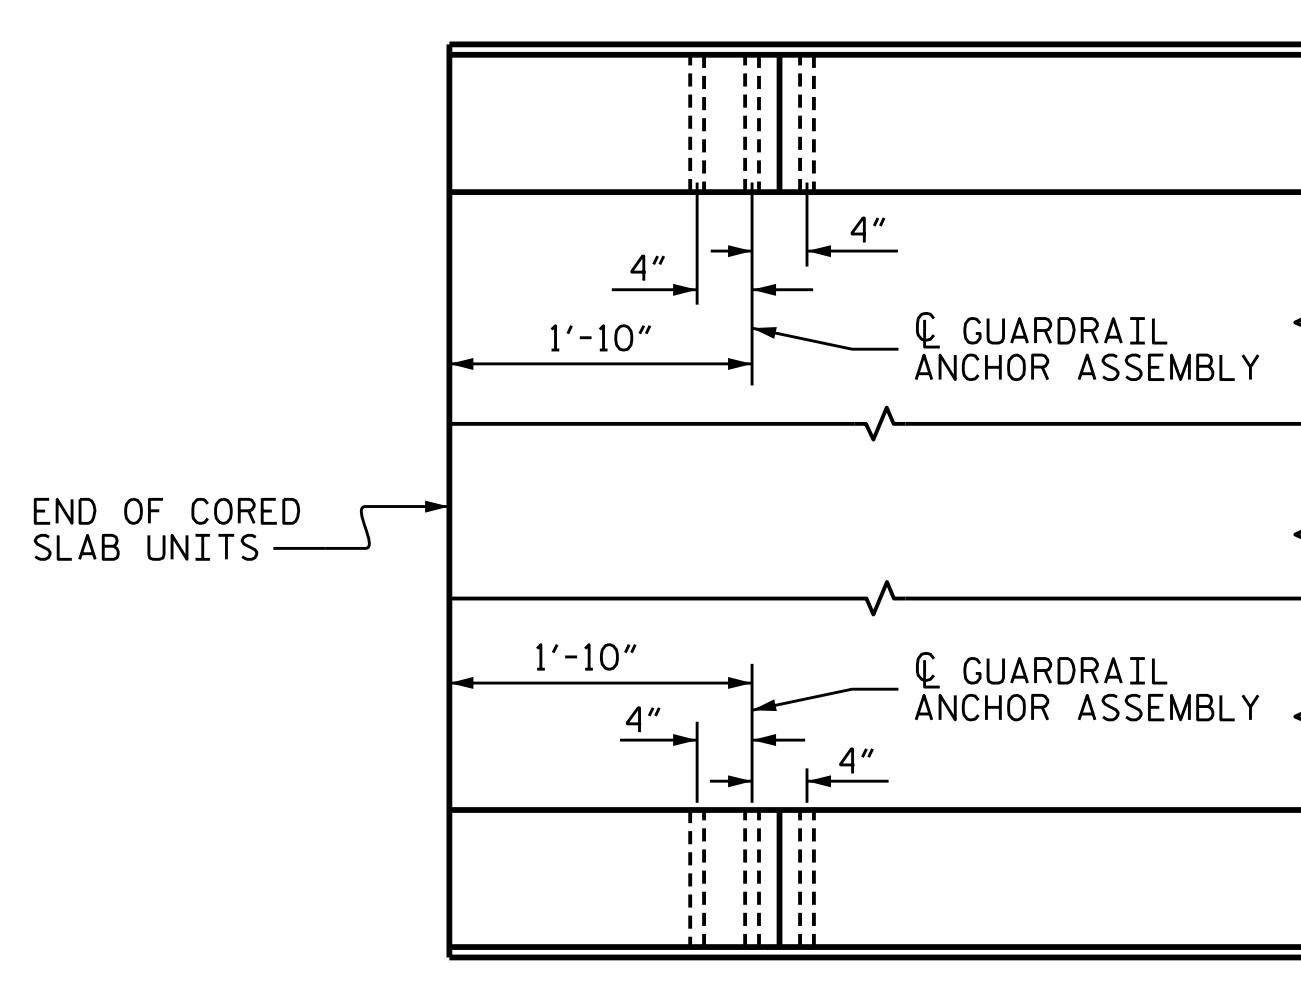 4"
4"
1'-10"
℄ GUARDRAIL
ANCHOR ASSEMBLY
END OF CORED
SLAB UNITS
1'-10"
℄ GUARDRAIL
ANCHOR ASSEMBLY
4"
4"